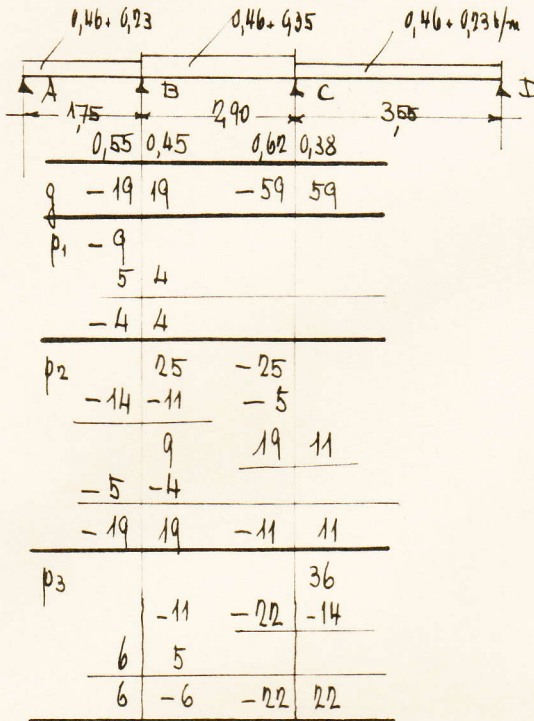 0,46 + 0,23 0,46 + 0,35 0,46 + 0,23 t/m
A B C D
1,75 2,90 3,55
0,55 0,45 0,62 0,38
g -19 19 -59 59
p1 -9
5 4
-4 4
p2 25 -25
-14 -11 -5
9 19 11
-5 -4
-19 19 -11 11
p3 36
-11 -22 -14
6 5
6 -6 -22 22